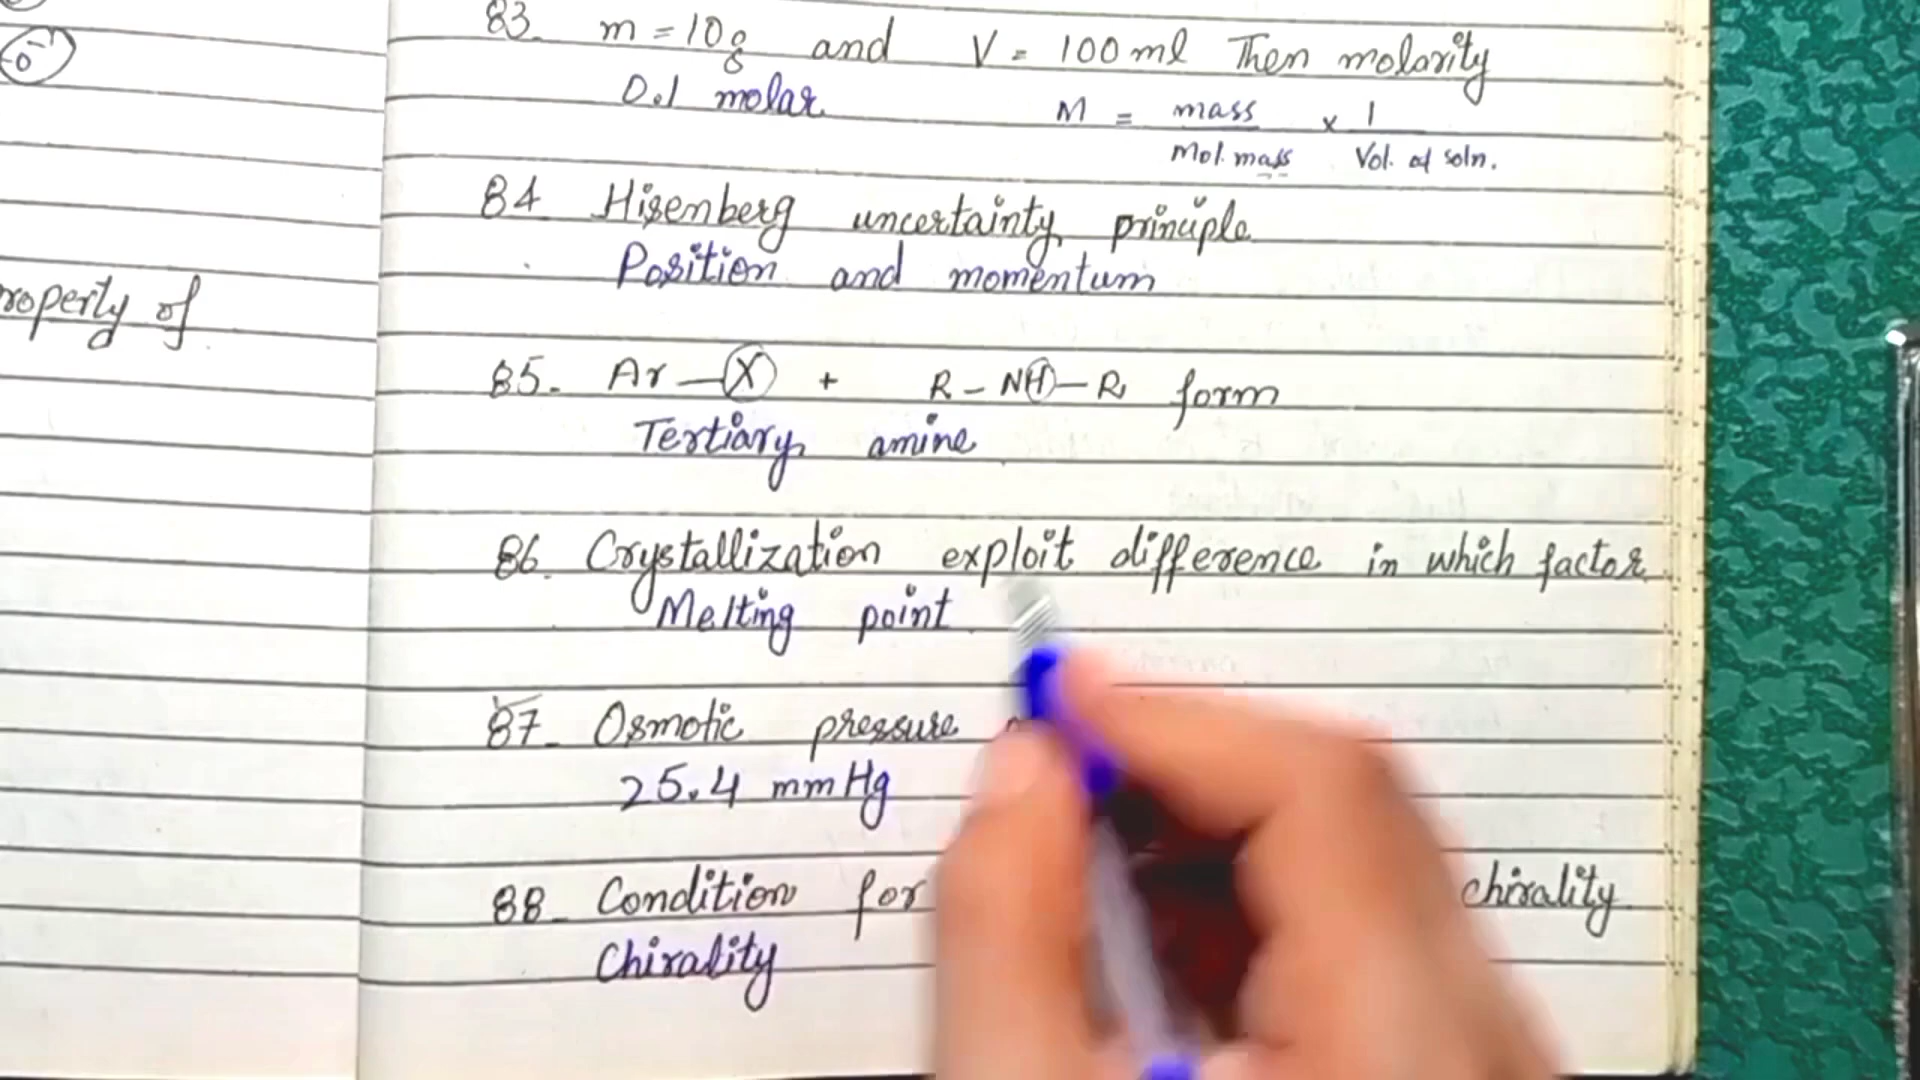 roperty of
83. m = 10g and V = 100 ml Then molarity
0.1 molar M = mass / Mol. mass × 1 / Vol. of soln.
84 Hisenberg uncertainty principle
Position and momentum
85. Ar – X + R – NH – R form
Tertiary amine
86. Crystallization exploit difference in which factor
Melting point
87. Osmotic pressure
25.4 mm Hg
88. Condition for chirality
Chirality